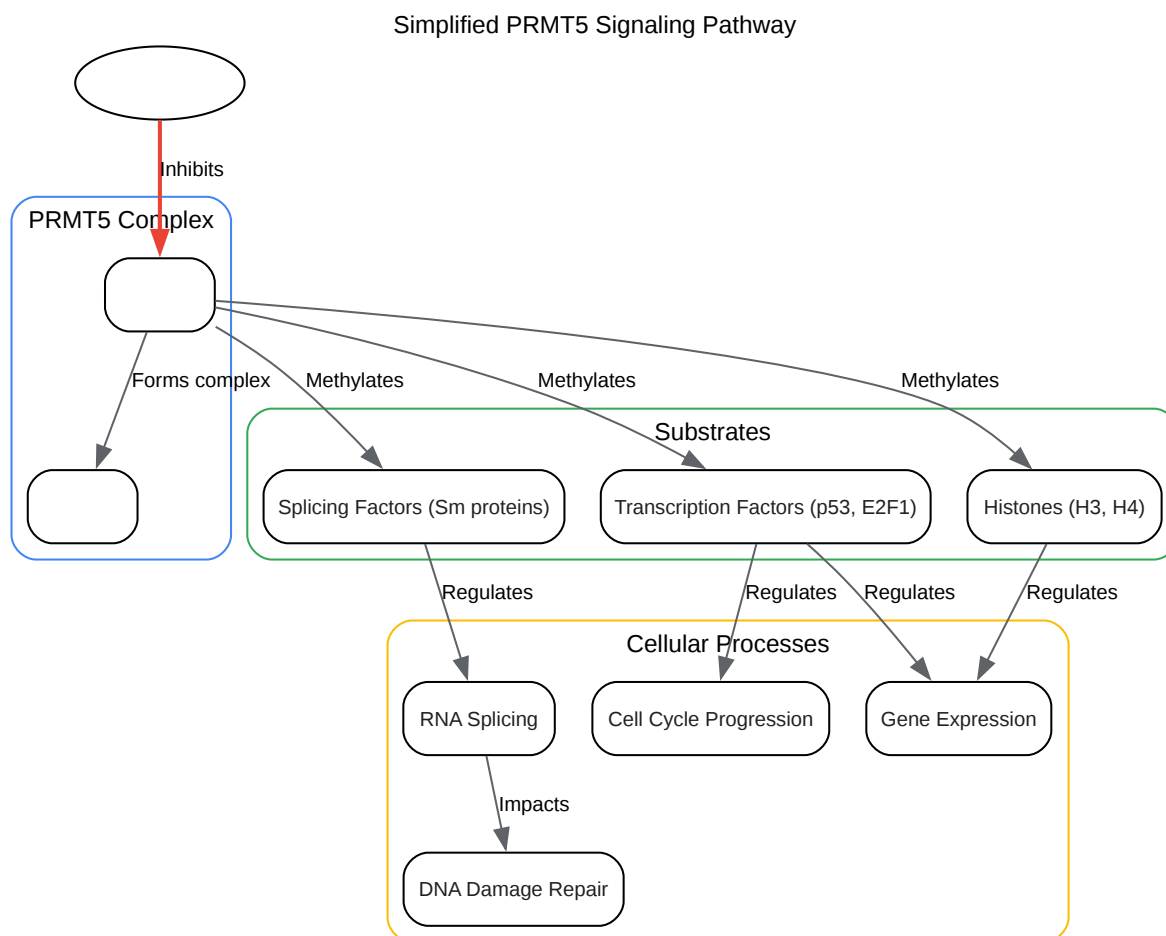 Simplified PRMT5 Signaling Pathway
Inhibits
PRMT5 Complex
Forms complex
Methylates
Methylates
Methylates
Substrates
Splicing Factors (Sm proteins)
Transcription Factors (p53, E2F1)
Histones (H3, H4)
Regulates
Regulates
Regulates
Regulates
Cellular Processes
RNA Splicing
Cell Cycle Progression
Gene Expression
Impacts
DNA Damage Repair